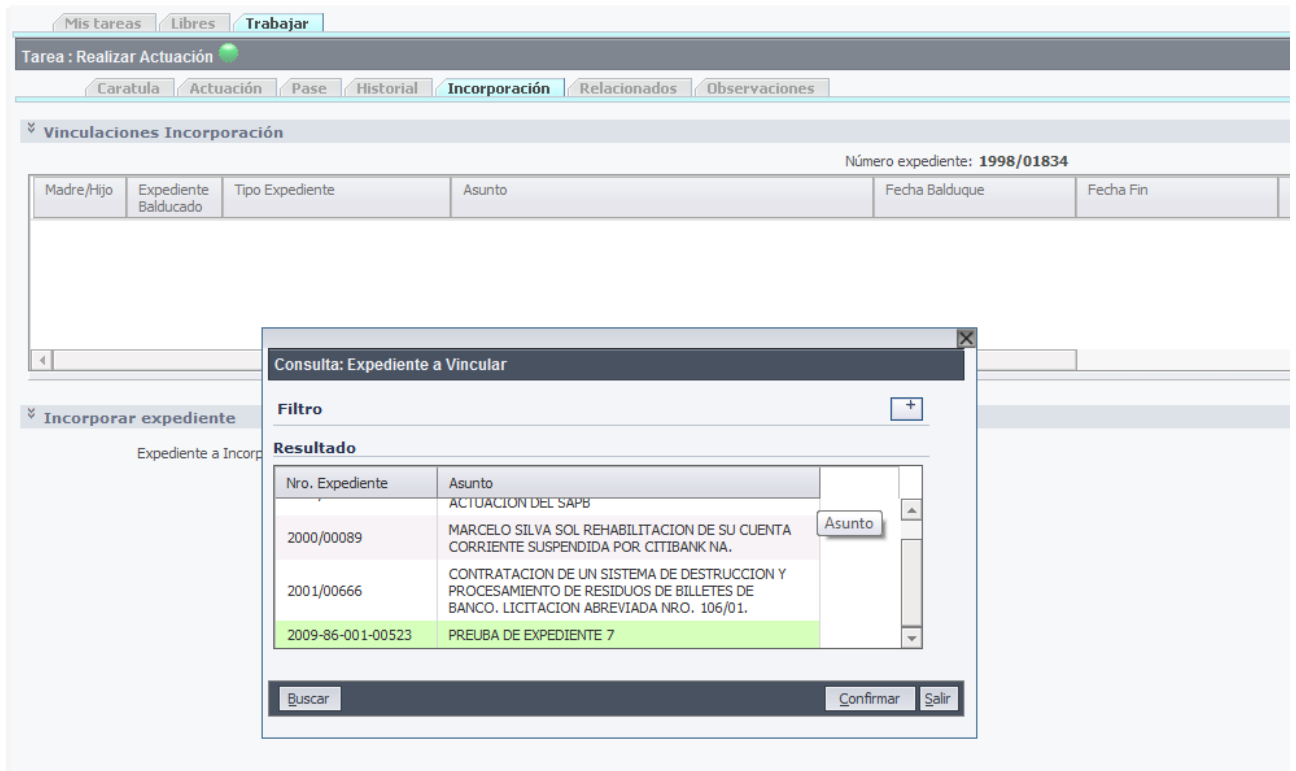 Mis tareas Libres Trabajar
Tarea : Realizar Actuación
Caratula Actuación Pase Historial Incorporación Relacionados Observaciones
Vinculaciones Incorporación
Número expediente: 1998/01834
Madre/Hijo Expediente Balducado Tipo Expediente Asunto Fecha Balduque Fecha Fin
Consulta: Expediente a Vincular
Filtro +
Incorporar expediente
Expediente a Incorp
Resultado
Nro. Expediente Asunto
ACTUACION DEL SAPB
Asunto
2000/00089 MARCELO SILVA SOL REHABILITACION DE SU CUENTA
CORRIENTE SUSPENDIDA POR CITIBANK NA.
2001/00666 CONTRATACION DE UN SISTEMA DE DESTRUCCION Y
PROCESAMIENTO DE RESIDUOS DE BILLETES DE
BANCO. LICITACION ABREVIADA NRO. 106/01.
2009-86-001-00523 PREUBA DE EXPEDIENTE 7
Buscar Confirmar Salir